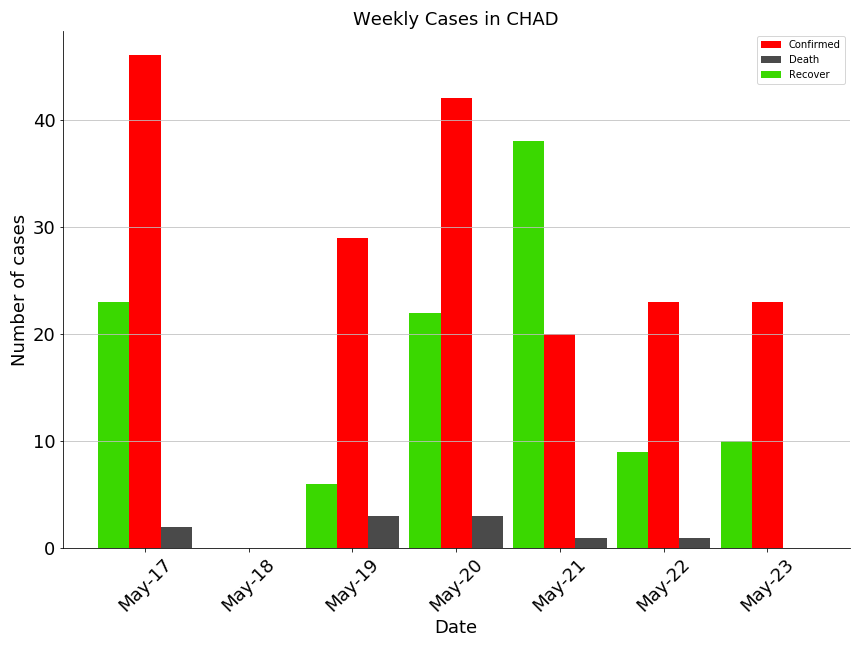 Weekly Cases in CHAD
Confirmed
Death
Recover
Number of cases
40
30
20
10
0
May-17
May-18
May-19
May-20
May-21
May-22
May-23
Date